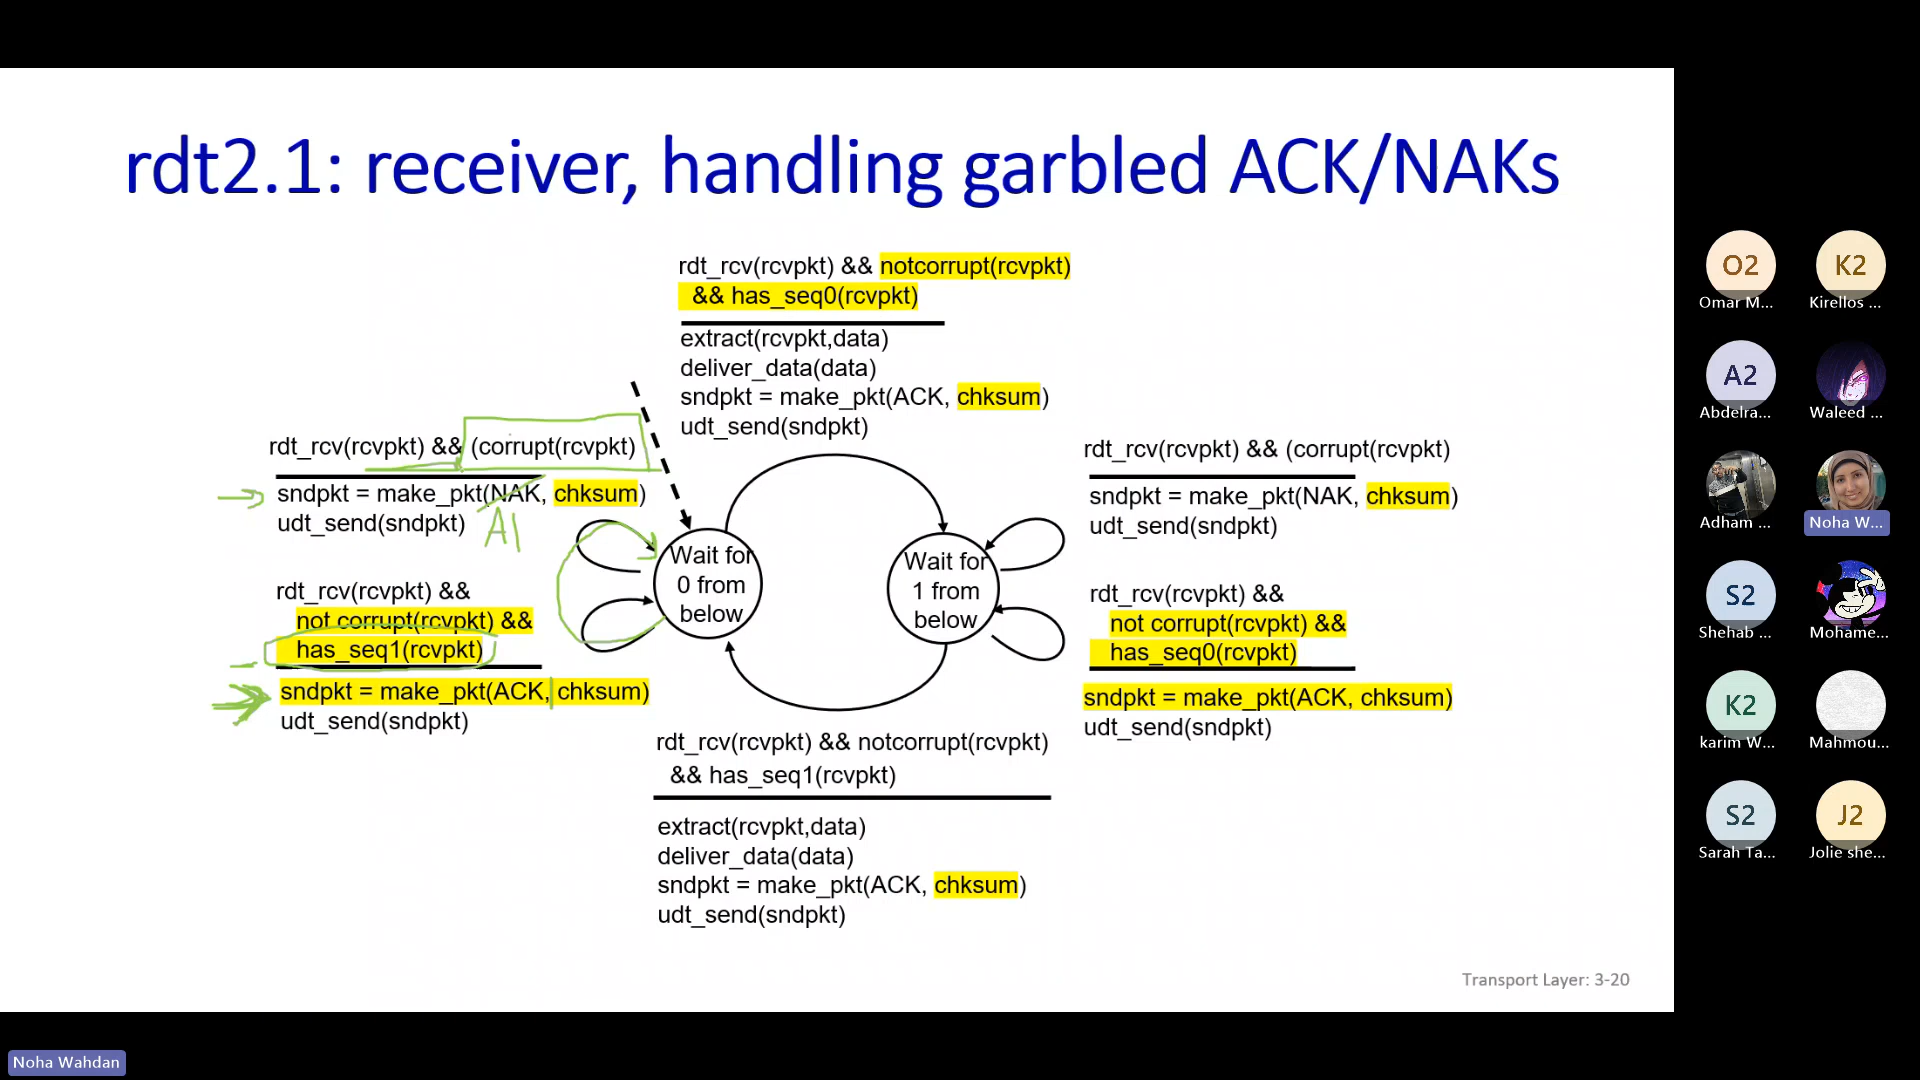 rdt2.1: receiver, handling garbled ACK/NAKs
rdt_rcv(rcvpkt) && notcorrupt(rcvpkt)
&& has_seq0(rcvpkt)
extract(rcvpkt,data)
deliver_data(data)
sndpkt = make_pkt(ACK, chksum)
udt_send(sndpkt)
rdt_rcv(rcvpkt) && (corrupt(rcvpkt)
sndpkt = make_pkt(NAK, chksum)
udt_send(sndpkt)
A1
rdt_rcv(rcvpkt) &&
not corrupt(rcvpkt) &&
has_seq1(rcvpkt)
sndpkt = make_pkt(ACK, chksum)
udt_send(sndpkt)
Wait for
0 from
below
Wait for
1 from
below
rdt_rcv(rcvpkt) && (corrupt(rcvpkt)
sndpkt = make_pkt(NAK, chksum)
udt_send(sndpkt)
rdt_rcv(rcvpkt) &&
not corrupt(rcvpkt) &&
has_seq0(rcvpkt)
sndpkt = make_pkt(ACK, chksum)
udt_send(sndpkt)
rdt_rcv(rcvpkt) && notcorrupt(rcvpkt)
&& has_seq1(rcvpkt)
extract(rcvpkt,data)
deliver_data(data)
sndpkt = make_pkt(ACK, chksum)
udt_send(sndpkt)
Transport Layer: 3-20
O2
Omar M...
K2
Kirellos ...
A2
Abdelra...
Waleed ...
Adham ...
Noha W...
S2
Shehab ...
Mohame...
K2
karim W...
Mahmou...
S2
Sarah Ta...
J2
Jolie she...
Noha Wahdan